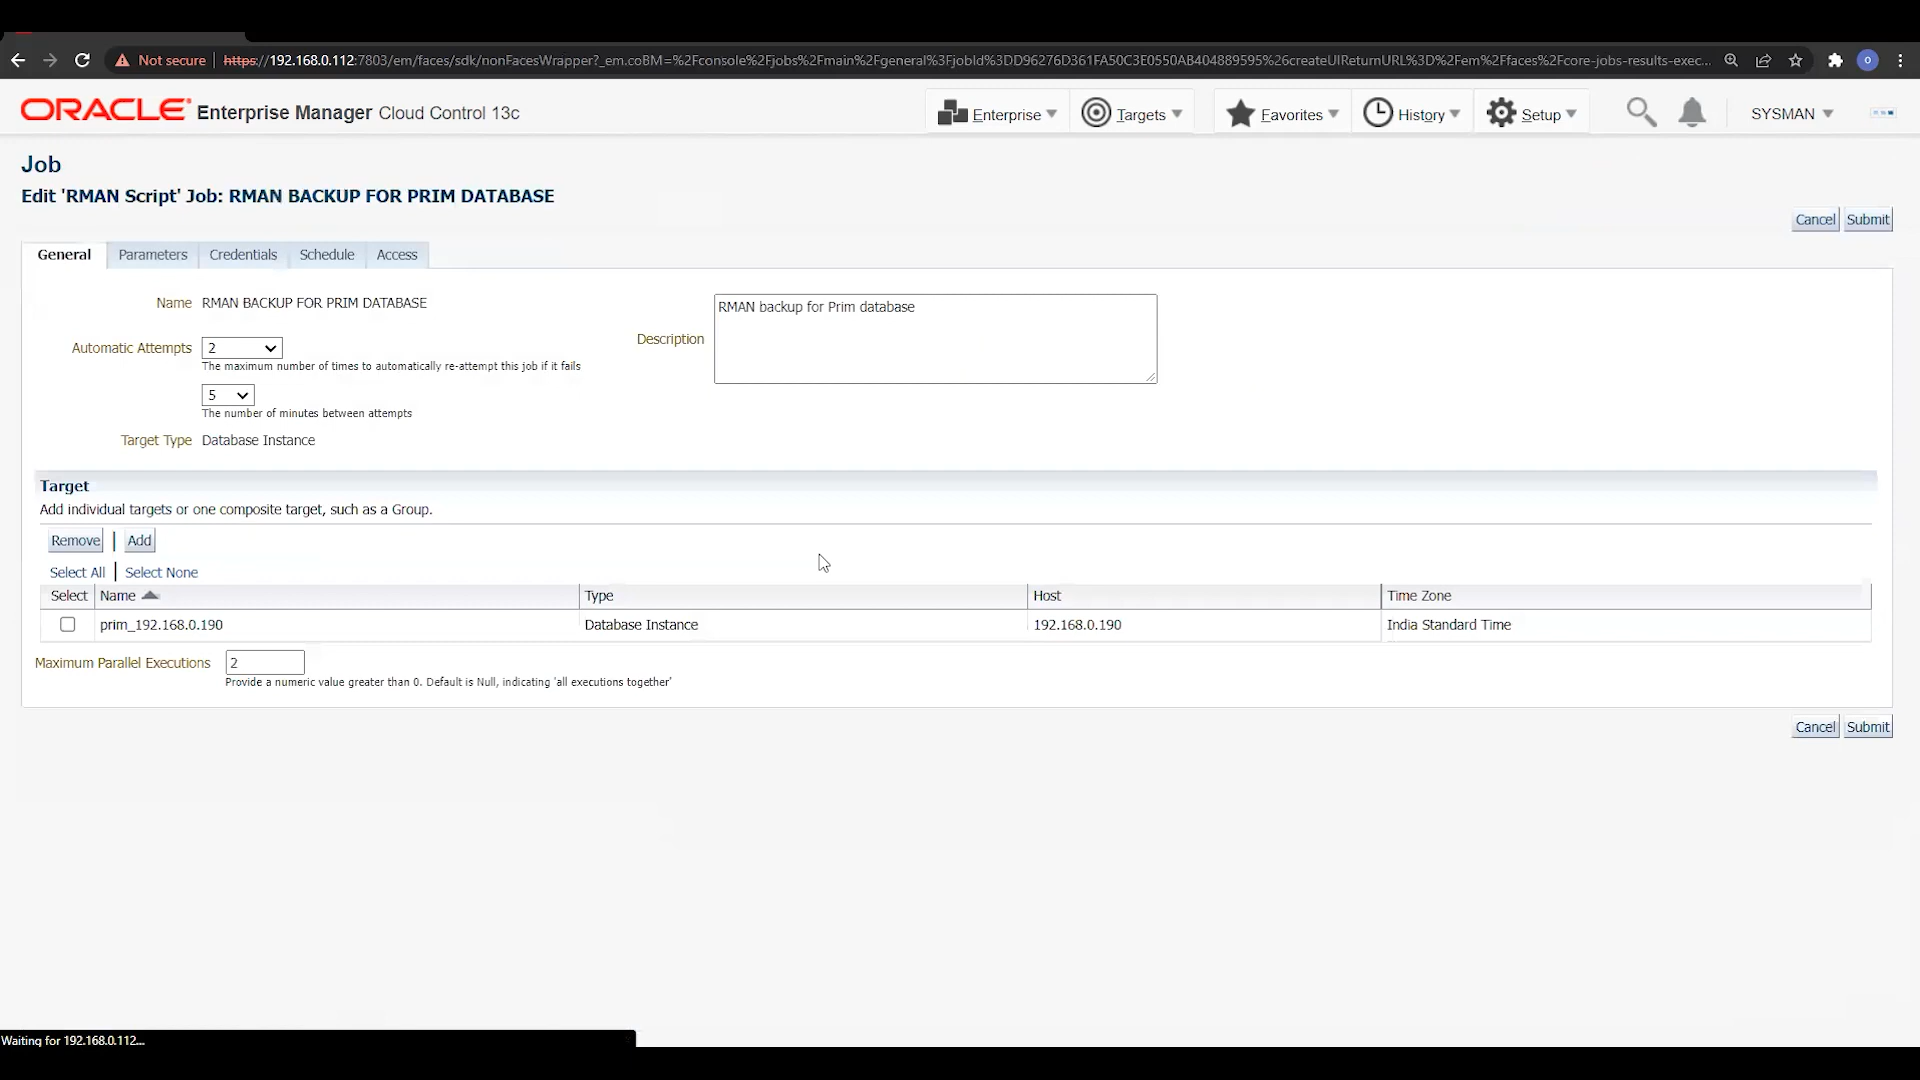 Not secure https://192.168.0.112:7803/em/faces/sdk/nonFacesWrapper?_em.coBM=%2Fconsole%2Fjobs%2Fmain%2Fgeneral%3FjobId%3DD96276D361FA50C3E0550AB404889595%26createUIReturnURL%3D%2Fem%2Ffaces%2Fcore-jobs-results-exec...
O
ORACLE Enterprise Manager Cloud Control 13c
Enterprise
Targets
Favorites
History
Setup
SYSMAN
Job
Edit 'RMAN Script' Job: RMAN BACKUP FOR PRIM DATABASE
Cancel Submit
General Parameters Credentials Schedule Access
Name RMAN BACKUP FOR PRIM DATABASE
Description RMAN backup for Prim database
Automatic Attempts 2
The maximum number of times to automatically re-attempt this job if it fails
5
The number of minutes between attempts
Target Type Database Instance
Target
Add individual targets or one composite target, such as a Group.
Remove | Add
Select All | Select None
Select Name Type Host Time Zone
prim_192.168.0.190 Database Instance 192.168.0.190 India Standard Time
Maximum Parallel Executions 2
Provide a numeric value greater than 0. Default is Null, indicating 'all executions together'
Cancel Submit
Waiting for 192.168.0.112...